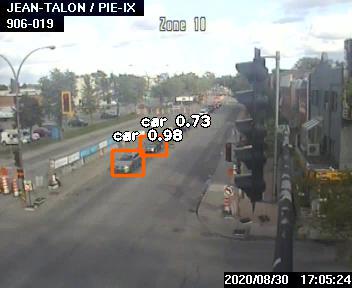 JEAN-TALON / PIE-IX
906-019
Zone 10
car 0.73
car 0.98
2020/08/30 17:05:24